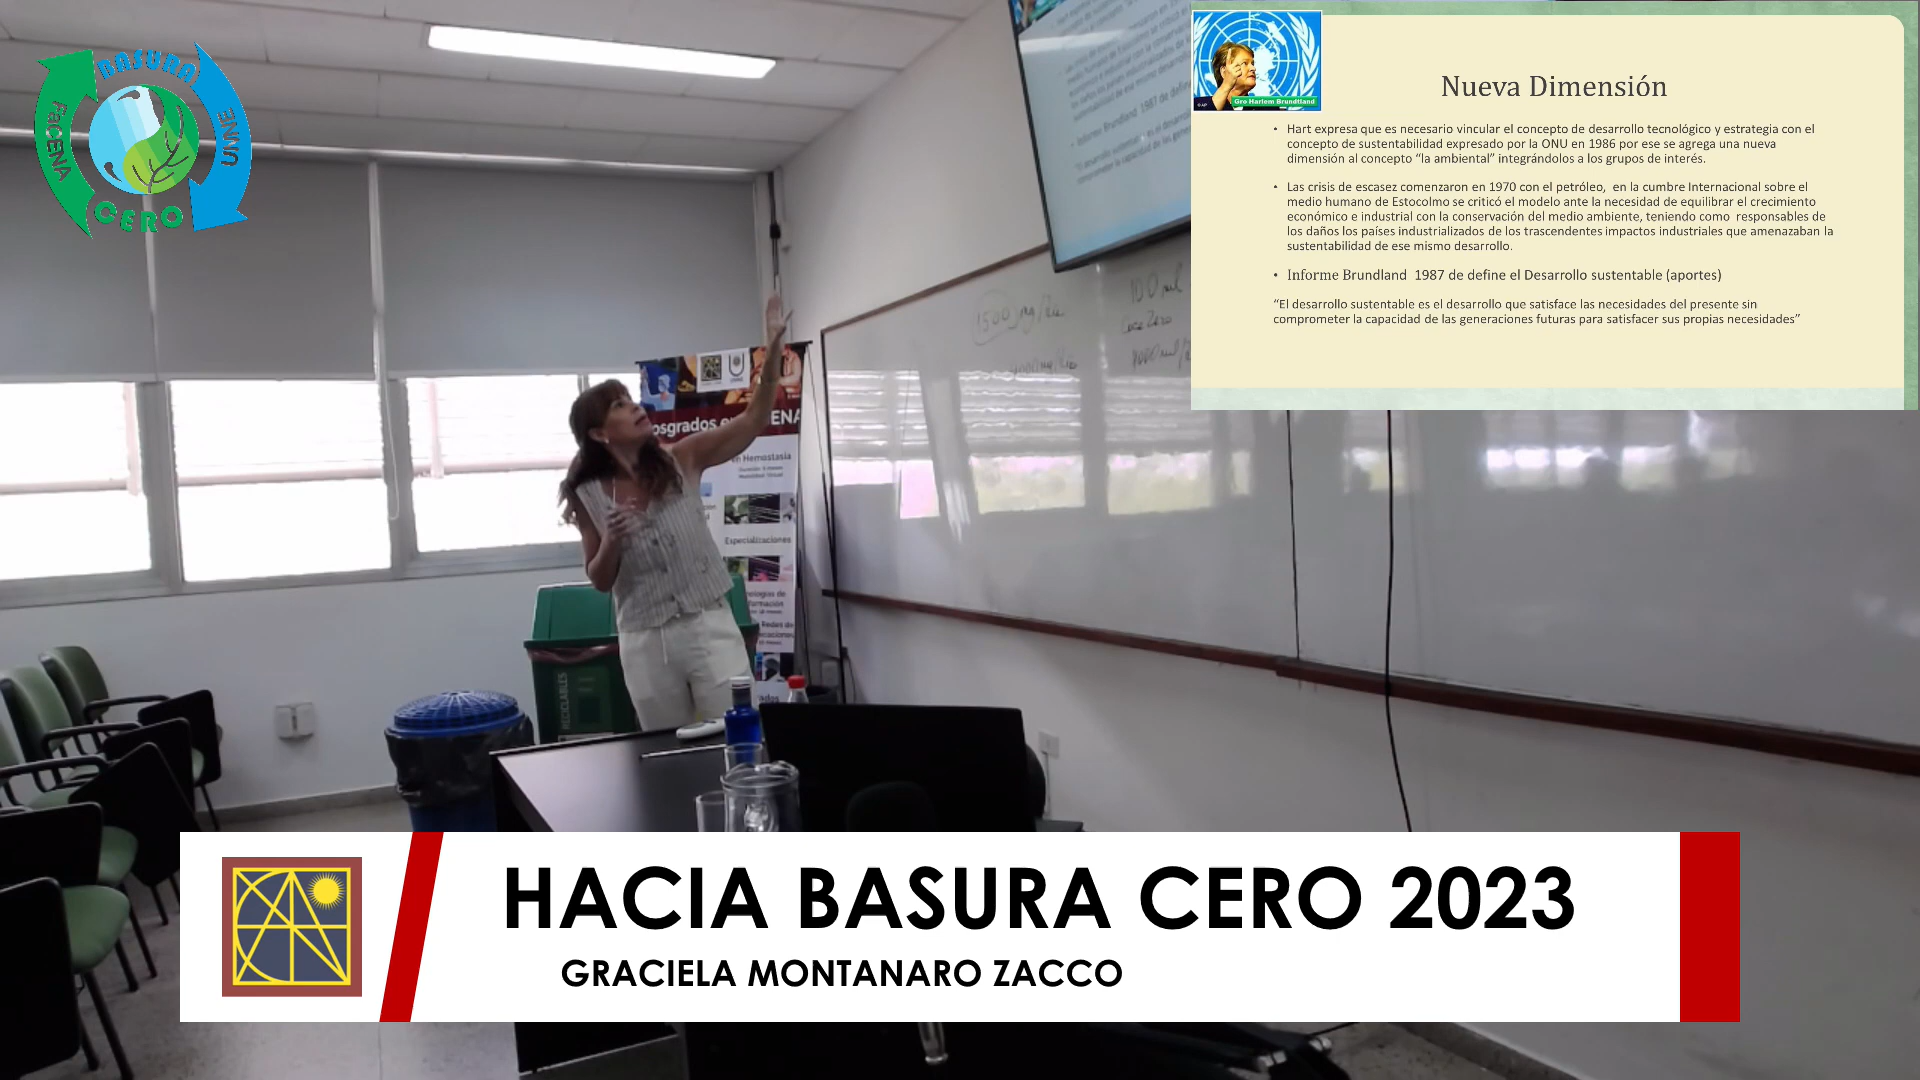 BASURA
FaCENA
UNNE
CERO
Gro Harlem Brundtland
Nueva Dimensión
• Hart expresa que es necesario vincular el concepto de desarrollo tecnológico y estrategia con el
concepto de sustentabilidad expresado por la ONU en 1986 por ese se agrega una nueva
dimensión al concepto “la ambiental” integrándolos a los grupos de interés.
• Las crisis de escasez comenzaron en 1970 con el petróleo, en la cumbre Internacional sobre el
medio humano de Estocolmo se criticó el modelo ante la necesidad de equilibrar el crecimiento
económico e industrial con la conservación del medio ambiente, teniendo como responsables de
los daños los países industrializados de los trascendentes impactos industriales que amenazaban la
sustentabilidad de ese mismo desarrollo.
• Informe Brundland 1987 de define el Desarrollo sustentable (aportes)
“El desarrollo sustentable es el desarrollo que satisface las necesidades del presente sin
comprometer la capacidad de las generaciones futuras para satisfacer sus propias necesidades”
1500 mg/dia
en Hemostasia
Especializaciones
RECICLABLES
HACIA BASURA CERO 2023
GRACIELA MONTANARO ZACCO